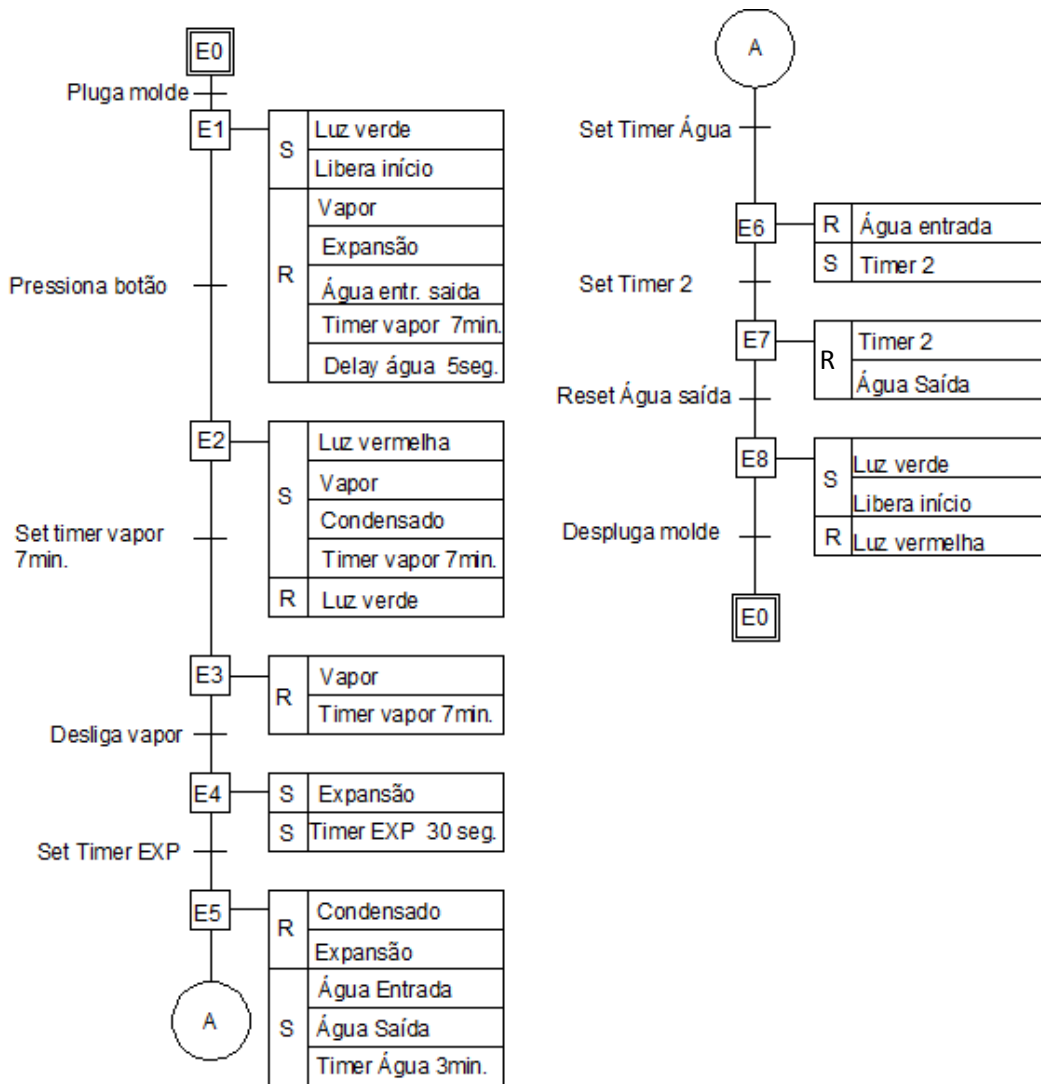 E0
Pluga molde
E1
S
Luz verde
Libera início
R
Vapor
Expansão
Água entr. saida
Timer vapor 7min.
Delay água 5seg.
Pressiona botão
E2
S
Luz vermelha
Vapor
Condensado
Timer vapor 7min.
R
Luz verde
Set timer vapor
7min.
E3
R
Vapor
Timer vapor 7min.
Desliga vapor
E4
S
Expansão
S
Timer EXP 30 seg.
Set Timer EXP
E5
R
Condensado
Expansão
S
Água Entrada
Água Saída
Timer Água 3min.
A
A
Set Timer Água
E6
R
Água entrada
S
Timer 2
Set Timer 2
E7
R
Timer 2
Água Saída
Reset Água saída
E8
S
Luz verde
Libera início
R
Luz vermelha
Despluga molde
E0